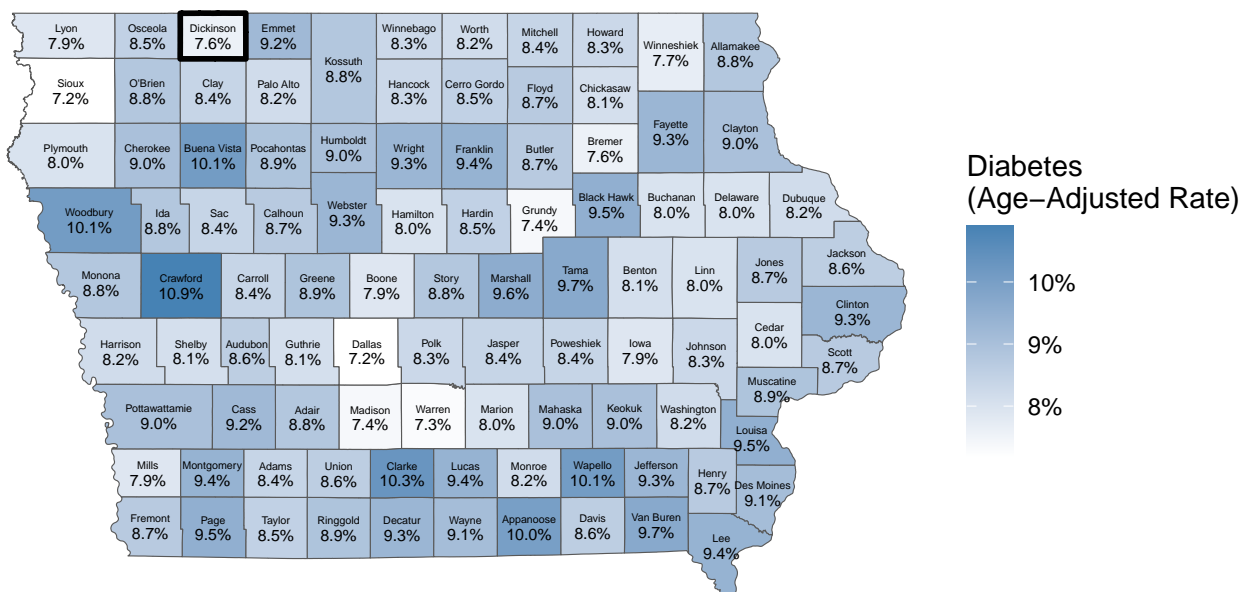 Lyon
7.9%
Osceola
8.5%
Dickinson
7.6%
Emmet
9.2%
Kossuth
8.8%
Winnebago
8.3%
Worth
8.2%
Mitchell
8.4%
Howard
8.3%
Winneshiek
7.7%
Allamakee
8.8%
Sioux
7.2%
O'Brien
8.8%
Clay
8.4%
Palo Alto
8.2%
Hancock
8.3%
Cerro Gordo
8.5%
Floyd
8.7%
Chickasaw
8.1%
Fayette
9.3%
Clayton
9.0%
Plymouth
8.0%
Cherokee
9.0%
Buena Vista
10.1%
Pocahontas
8.9%
Humboldt
9.0%
Wright
9.3%
Franklin
9.4%
Butler
8.7%
Bremer
7.6%
Woodbury
10.1%
Ida
8.8%
Sac
8.4%
Calhoun
8.7%
Webster
9.3%
Hamilton
8.0%
Hardin
8.5%
Grundy
7.4%
Black Hawk
9.5%
Buchanan
8.0%
Delaware
8.0%
Dubuque
8.2%
Monona
8.8%
Crawford
10.9%
Carroll
8.4%
Greene
8.9%
Boone
7.9%
Story
8.8%
Marshall
9.6%
Tama
9.7%
Benton
8.1%
Linn
8.0%
Jones
8.7%
Jackson
8.6%
Clinton
9.3%
Harrison
8.2%
Shelby
8.1%
Audubon
8.6%
Guthrie
8.1%
Dallas
7.2%
Polk
8.3%
Jasper
8.4%
Poweshiek
8.4%
Iowa
7.9%
Johnson
8.3%
Cedar
8.0%
Scott
8.7%
Muscatine
8.9%
Pottawattamie
9.0%
Cass
9.2%
Adair
8.8%
Madison
7.4%
Warren
7.3%
Marion
8.0%
Mahaska
9.0%
Keokuk
9.0%
Washington
8.2%
Louisa
9.5%
Mills
7.9%
Montgomery
9.4%
Adams
8.4%
Union
8.6%
Clarke
10.3%
Lucas
9.4%
Monroe
8.2%
Wapello
10.1%
Jefferson
9.3%
Henry
8.7%
Des Moines
9.1%
Fremont
8.7%
Page
9.5%
Taylor
8.5%
Ringgold
8.9%
Decatur
9.3%
Wayne
9.1%
Appanoose
10.0%
Davis
8.6%
Van Buren
9.7%
Lee
9.4%
Diabetes
(Age−Adjusted Rate)
10%
9%
8%